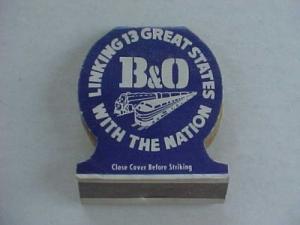 LINKING 13 GREAT STATES
B&O
WITH THE NATION
Close Cover Before Striking